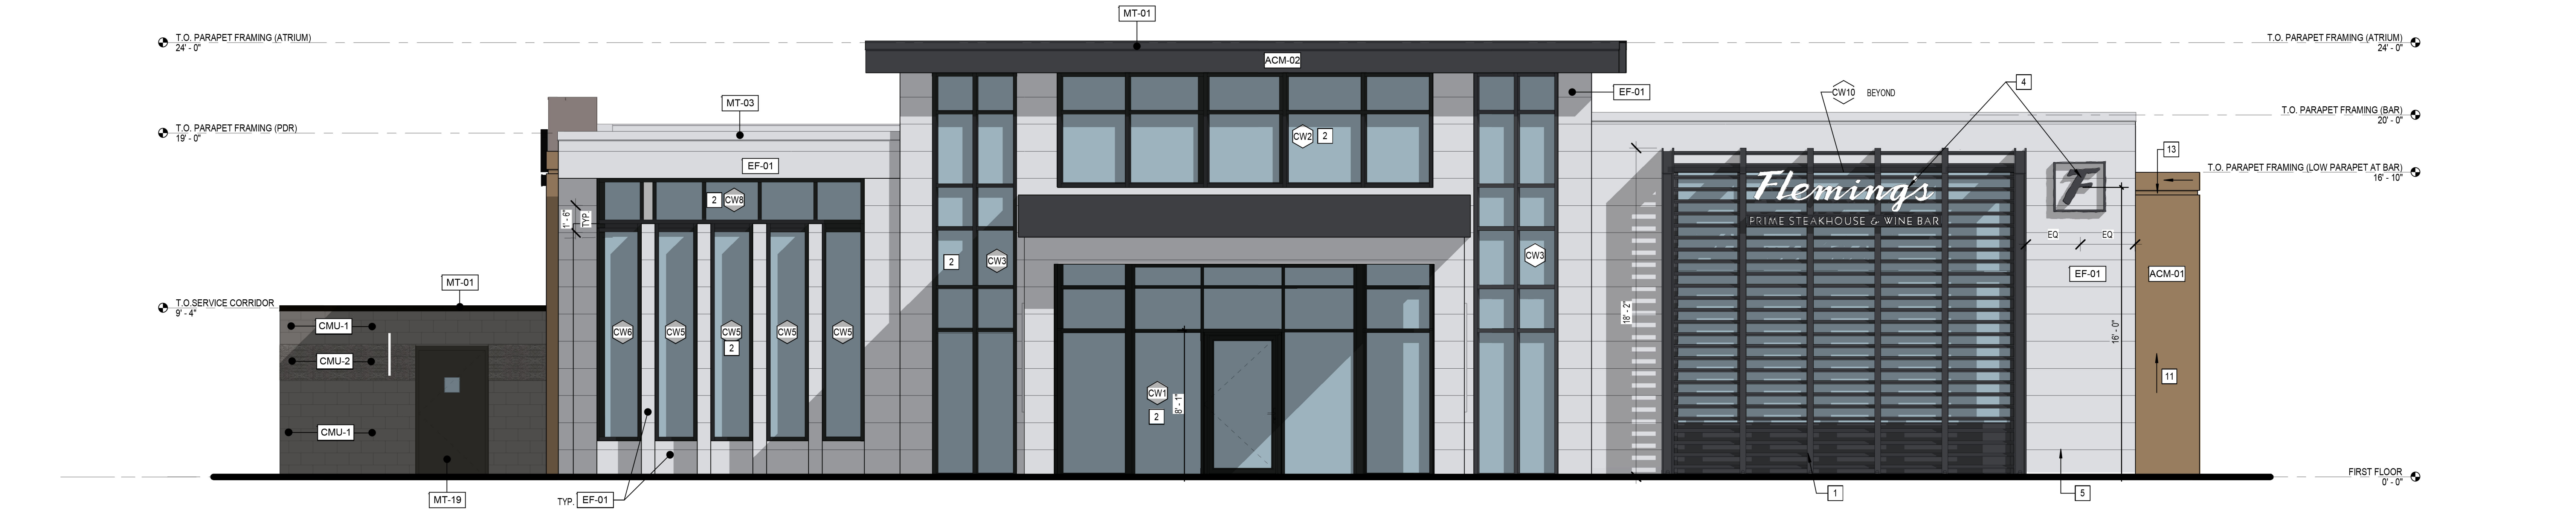 MT-01
T.O. PARAPET FRAMING (ATRIUM)
24' - 0"
T.O. PARAPET FRAMING (ATRIUM)
24' - 0"
ACM-02
4
CW10 BEYOND
EF-01
MT-03
T.O. PARAPET FRAMING (BAR)
20' - 0"
T.O. PARAPET FRAMING (PDR)
19' - 0"
CW2 2
13
EF-01
T.O. PARAPET FRAMING (LOW PARAPET AT BAR)
16' - 10"
Fleming's
F
PRIME STEAKHOUSE & WINE BAR
2 CW8
1' - 6"
TYP.
EQ EQ
2 CW3
CW3
EF-01
ACM-01
MT-01
T.O.SERVICE CORRIDOR
9' - 4"
18' - 2"
16' - 0"
CMU-1
CW6 CW5 CW5 CW5 CW5
2
CMU-2
11
CW1
2
8' - 1"
CMU-1
FIRST FLOOR
0' - 0"
MT-19
TYP. EF-01
1
5